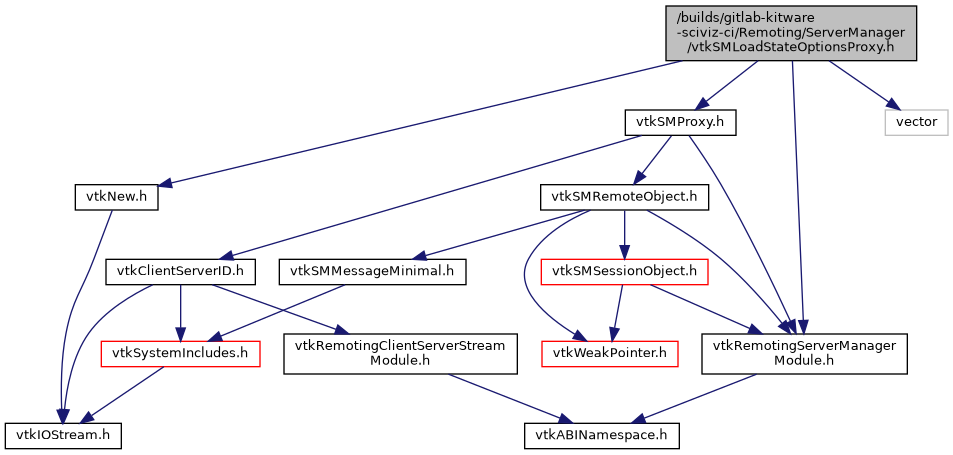 /builds/gitlab-kitware
-sciviz-ci/Remoting/ServerManager
/vtkSMLoadStateOptionsProxy.h
vtkSMProxy.h
vector
vtkNew.h
vtkSMRemoteObject.h
vtkClientServerID.h
vtkSMMessageMinimal.h
vtkSMSessionObject.h
vtkSystemIncludes.h
vtkRemotingClientServerStream
Module.h
vtkWeakPointer.h
vtkRemotingServerManager
Module.h
vtkIOStream.h
vtkABINamespace.h